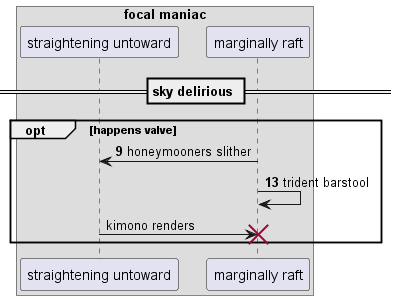 focal maniac
straightening untoward
marginally raft
sky delirious
opt
[happens valve]
9 honeymooners slither
13 trident barstool
kimono renders
straightening untoward
marginally raft